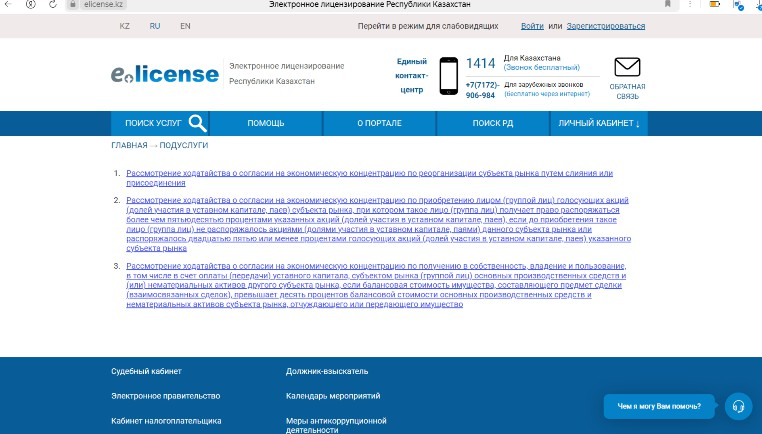 elicense.kz
Электронное лицензирование Республики Казахстан
KZ RU EN
Перейти в режим для слабовидящих
Войти или Зарегистрироваться
e license
Электронное лицензирование
Республики Казахстан
Единый
контакт-
центр
1414
Для Казахстана
(Звонок бесплатный)
+7(7172)-
906-984
Для зарубежных звонков
(бесплатно через интернет)
ОБРАТНАЯ
СВЯЗЬ
ПОИСК УСЛУГ
ПОМОЩЬ
О ПОРТАЛЕ
ПОИСК РД
ЛИЧНЫЙ КАБИНЕТ ↓
ГЛАВНАЯ → ПОДУСЛУГИ
1. Рассмотрение ходатайства о согласии на экономическую концентрацию по реорганизации субъекта рынка путем слияния или
присоединения
2. Рассмотрение ходатайства о согласии на экономическую концентрацию по приобретению лицом (группой лиц) голосующих акций
(долей участия в уставном капитале, паев) субъекта рынка, при котором такое лицо (группа лиц) получает право распоряжаться
более чем пятьюдесятью процентами указанных акций (долей участия в уставном капитале, паев), если до приобретения такое
лицо (группа лиц) не распоряжалось акциями (долями участия в уставном капитале, паями) данного субъекта рынка или
распоряжалось двадцатью пятью или менее процентами голосующих акций (долей участия в уставном капитале, паев) указанного
субъекта рынка
3. Рассмотрение ходатайства о согласии на экономическую концентрацию по получению в собственность, владение и пользование,
в том числе в счет оплаты (передачи) уставного капитала, субъектом рынка (группой лиц) основных производственных средств и
(или) нематериальных активов другого субъекта рынка, если балансовая стоимость имущества, составляющего предмет сделки
(взаимосвязанных сделок), превышает десять процентов балансовой стоимости основных производственных средств и
нематериальных активов субъекта рынка, отчуждающего или передающего имущество
Судебный кабинет
Должник-взыскатель
Электронное правительство
Календарь мероприятий
Кабинет налогоплательщика
Меры антикоррупционной
деятельности
Чем я могу Вам помочь?